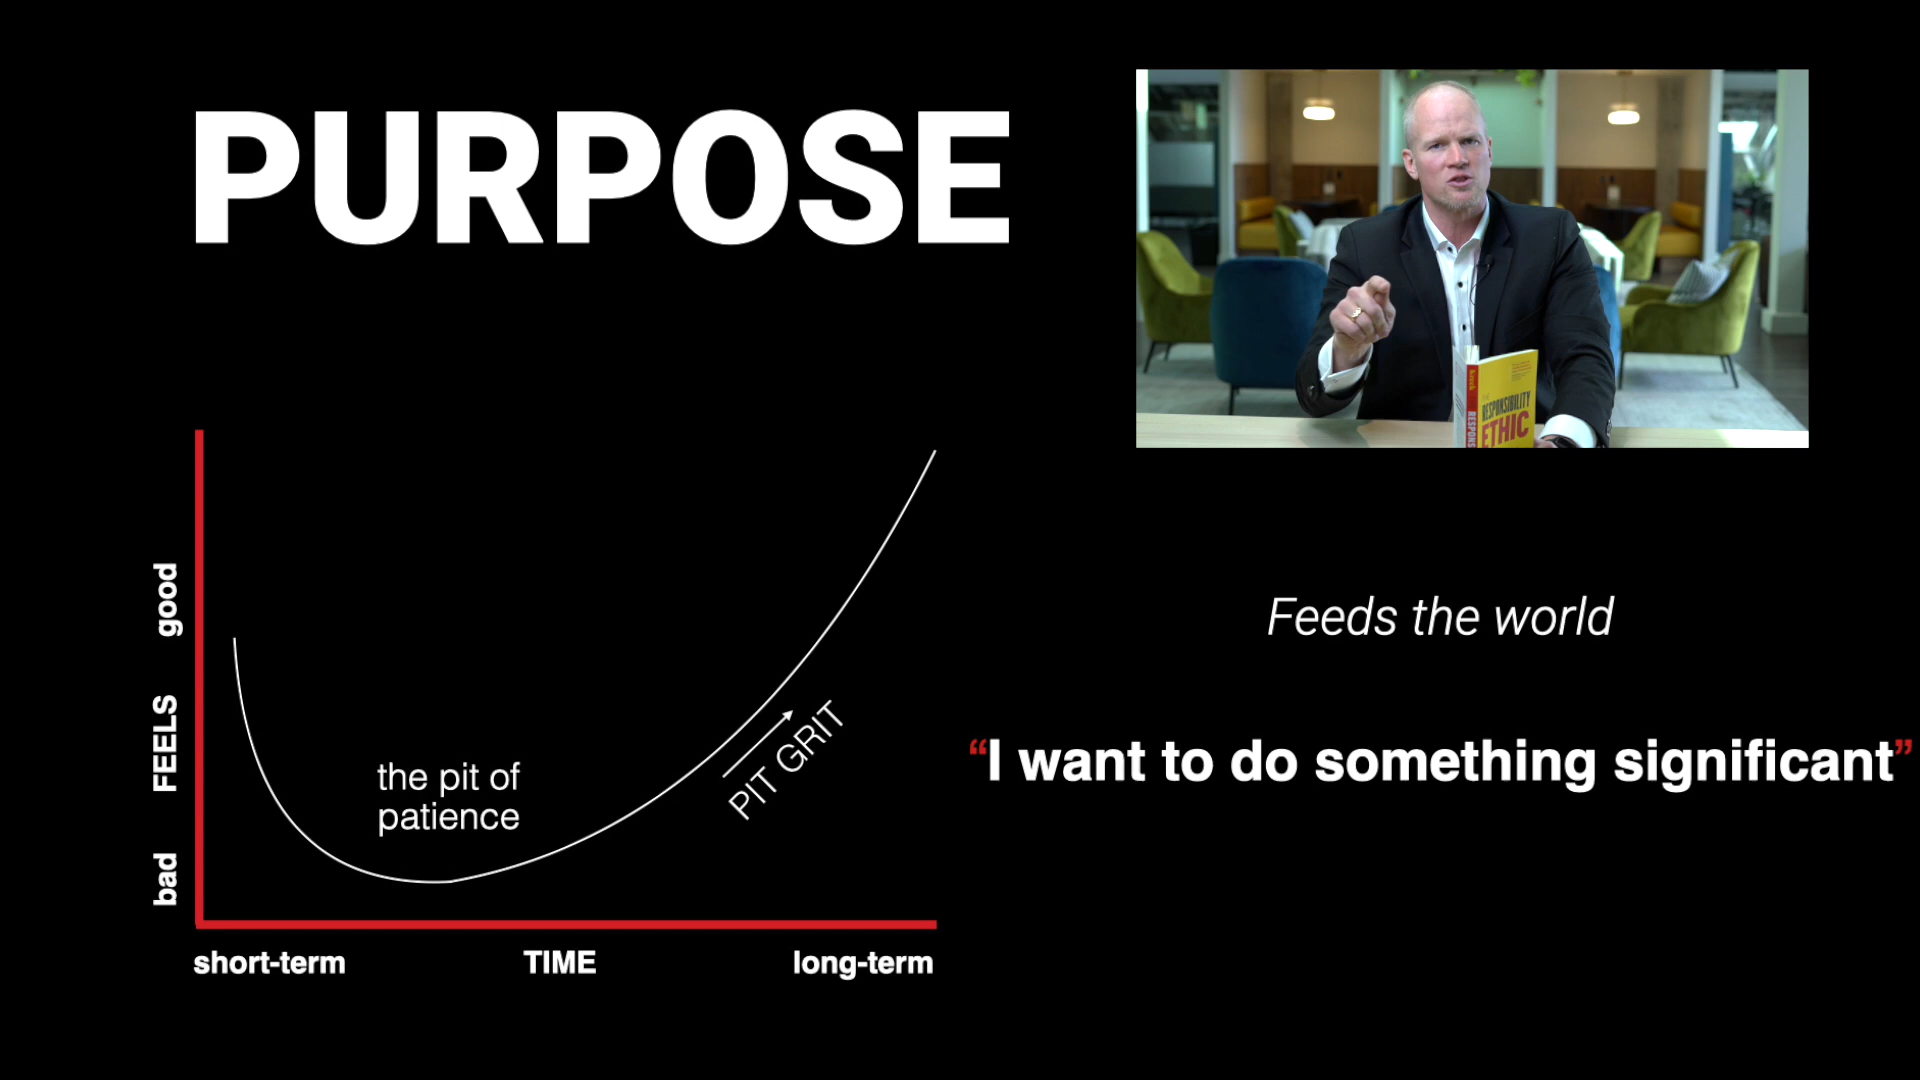 PURPOSE
good
FEELS
bad
the pit of
patience
PIT GRIT
short-term
TIME
long-term
RESPONSIBILITY
ETHIC
RESPONS
Feeds the world
“I want to do something significant”